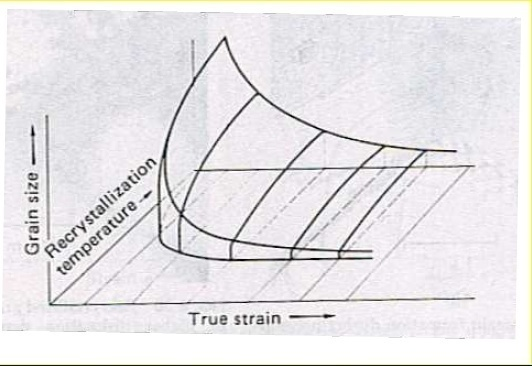 Grain size
Recrystallization
temperature
True strain